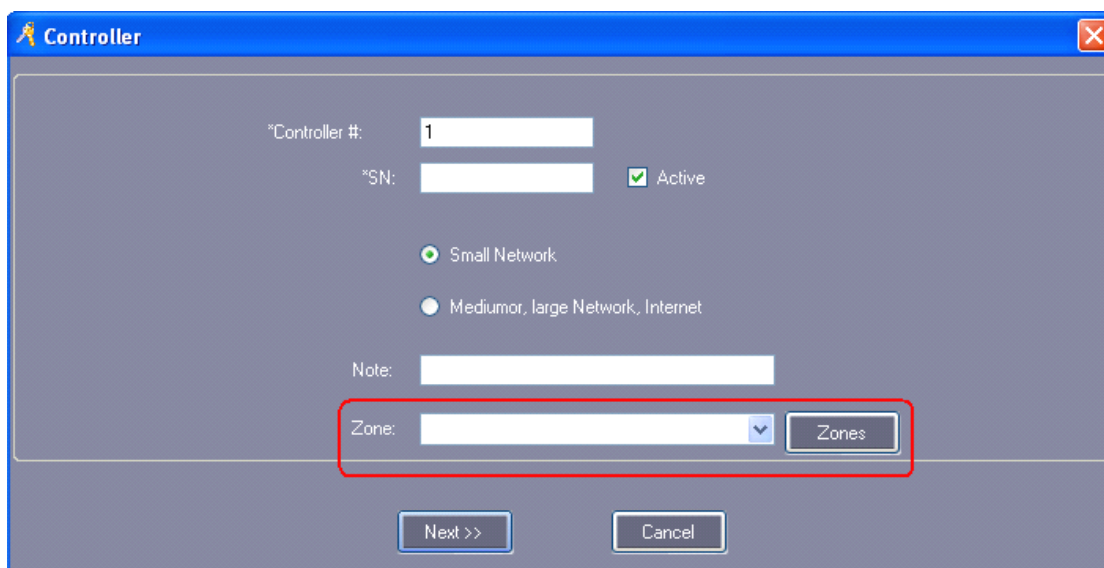 Controller
*Controller #: 1
*SN: Active
Small Network
Mediumor, large Network, Internet
Note:
Zone: Zones
Next >> Cancel